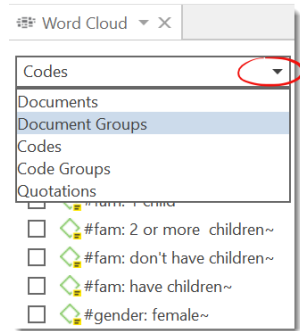 Word Cloud
Codes
Documents
Document Groups
Codes
Code Groups
Quotations
#fam: 1 child
#fam: 2 or more children~
#fam: don't have children~
#fam: have children~
#gender: female~